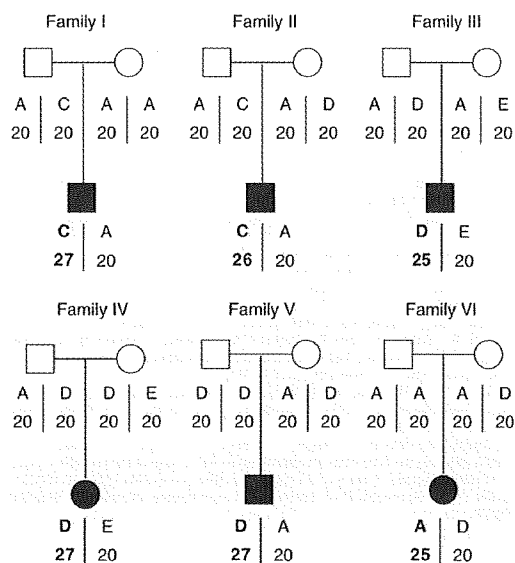 Family I Family II Family III
A C A A A C A D A D A E
20 20 20 20 20 20 20 20 20 20 20 20
C A C A D E
27 20 26 20 25 20
Family IV Family V Family VI
A D D E D D A D A A A D
20 20 20 20 20 20 20 20 20 20 20 20
D E D A A D
27 20 27 20 25 20